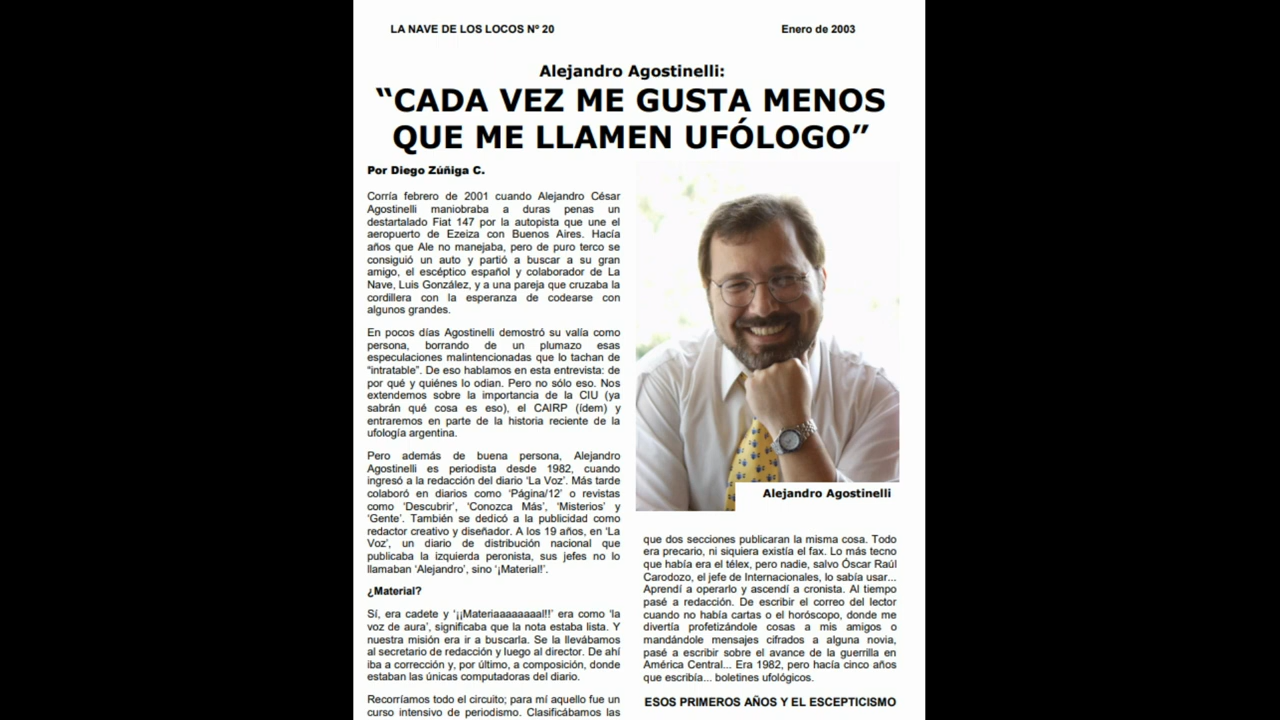 LA NAVE DE LOS LOCOS Nº 20
Enero de 2003
Alejandro Agostinelli:
“CADA VEZ ME GUSTA MENOS
QUE ME LLAMEN UFÓLOGO”
Por Diego Zúñiga C.
Corría febrero de 2001 cuando Alejandro César
Agostinelli maniobraba a duras penas un
destartalado Fiat 147 por la autopista que une el
aeropuerto de Ezeiza con Buenos Aires. Hacía
años que Ale no manejaba, pero de puro terco se
consiguió un auto y partió a buscar a su gran
amigo, el escéptico español y colaborador de La
Nave, Luis González, y a una pareja que cruzaba la
cordillera con la esperanza de codearse con
algunos grandes.
En pocos días Agostinelli demostró su valía como
persona, borrando de un plumazo esas
especulaciones malintencionadas que lo tachan de
“intratable”. De eso hablamos en esta entrevista: de
por qué y quiénes lo odian. Pero no sólo eso. Nos
extendemos sobre la importancia de la CIU (ya
sabrán qué cosa es eso), el CAIRP (ídem) y
entraremos en parte de la historia reciente de la
ufología argentina.
Pero además de buena persona, Alejandro
Agostinelli es periodista desde 1982, cuando
ingresó a la redacción del diario ‘La Voz’. Más tarde
colaboró en diarios como ‘Página/12’ o revistas
como ‘Descubrir’, ‘Conozca Más’, ‘Misterios’ y
‘Gente’. También se dedicó a la publicidad como
redactor creativo y diseñador. A los 19 años, en ‘La
Voz’, un diario de distribución nacional que
publicaba la izquierda peronista, sus jefes no lo
llamaban ‘Alejandro’, sino ‘¡Material!’.
¿Material?
Sí, era cadete y ‘¡¡Materiaaaaaaaal!!’ era como ‘la
voz de aura’, significaba que la nota estaba lista. Y
nuestra misión era ir a buscarla. Se la llevábamos
al secretario de redacción y luego al director. De ahí
iba a corrección y, por último, a composición, donde
estaban las únicas computadoras del diario.
Recorríamos todo el circuito; para mí aquello fue un
curso intensivo de periodismo. Clasificábamos las
Alejandro Agostinelli
que dos secciones publicaran la misma cosa. Todo
era precario, ni siquiera existía el fax. Lo más tecno
que había era el télex, pero nadie, salvo Óscar Raúl
Carodozo, el jefe de Internacionales, lo sabía usar...
Aprendí a operarlo y ascendí a cronista. Al tiempo
pasé a redacción. De escribir el correo del lector
cuando no había cartas o el horóscopo, donde me
divertía profetizándole cosas a mis amigos o
mandándole mensajes cifrados a alguna novia,
pasé a escribir sobre el avance de la guerrilla en
América Central... Era 1982, pero hacía cinco años
que escribía... boletines ufológicos.
ESOS PRIMEROS AÑOS Y EL ESCEPTICISMO